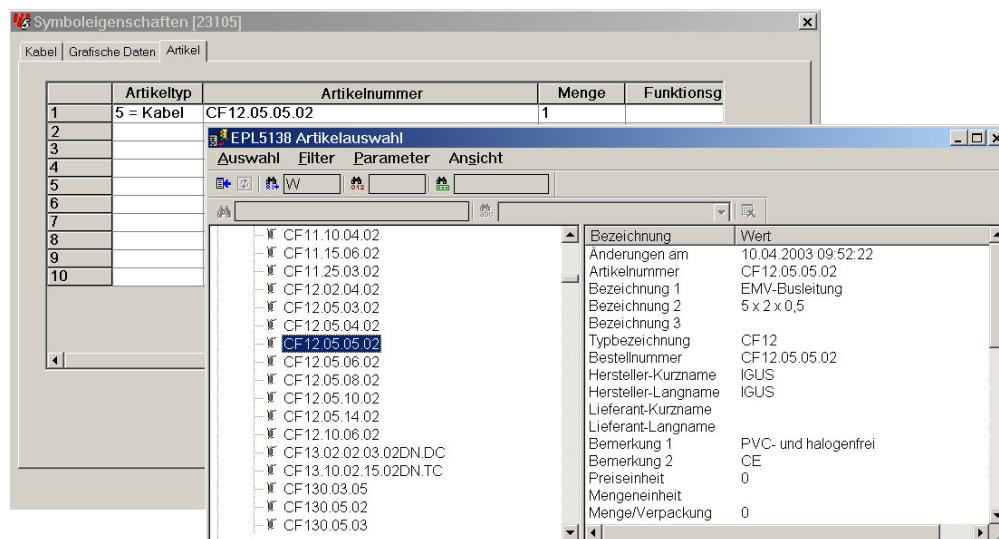 Symboleigenschaften [23105]
Kabel Grafische Daten Artikel
Artikeltyp Artikelnummer Menge Funktionsg
1 5 = Kabel CF12.05.05.02 1
2
3
4
5
6
7
8
9
10
EPL5138 Artikelauswahl
Auswahl Filter Parameter Ansicht
W
CF11.10.04.02
CF11.15.06.02
CF11.25.03.02
CF12.02.04.02
CF12.05.03.02
CF12.05.04.02
CF12.05.05.02
CF12.05.06.02
CF12.05.08.02
CF12.05.10.02
CF12.05.14.02
CF12.10.06.02
CF13.02.02.03.02DN.DC
CF13.10.02.15.02DN.TC
CF130.03.05
CF130.05.02
CF130.05.03
Bezeichnung Wert
Änderungen am 10.04.2003 09:52:22
Artikelnummer CF12.05.05.02
Bezeichnung 1 EMV-Busleitung
Bezeichnung 2 5 x 2 x 0,5
Bezeichnung 3
Typbezeichnung CF12
Bestellnummer CF12.05.05.02
Hersteller-Kurzname IGUS
Hersteller-Langname IGUS
Lieferant-Kurzname
Lieferant-Langname
Bemerkung 1 PVC- und halogenfrei
Bemerkung 2 CE
Preiseinheit 0
Mengeneinheit
Menge/Verpackung 0